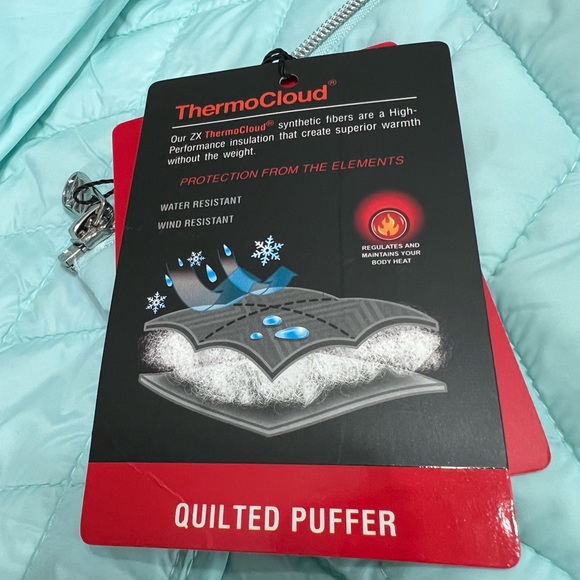 ThermoCloud®
Our ZX ThermoCloud® synthetic fibers are a High-
Performance insulation that create superior warmth
without the weight.
PROTECTION FROM THE ELEMENTS
WATER RESISTANT
WIND RESISTANT
REGULATES AND
MAINTAINS YOUR
BODY HEAT
QUILTED PUFFER